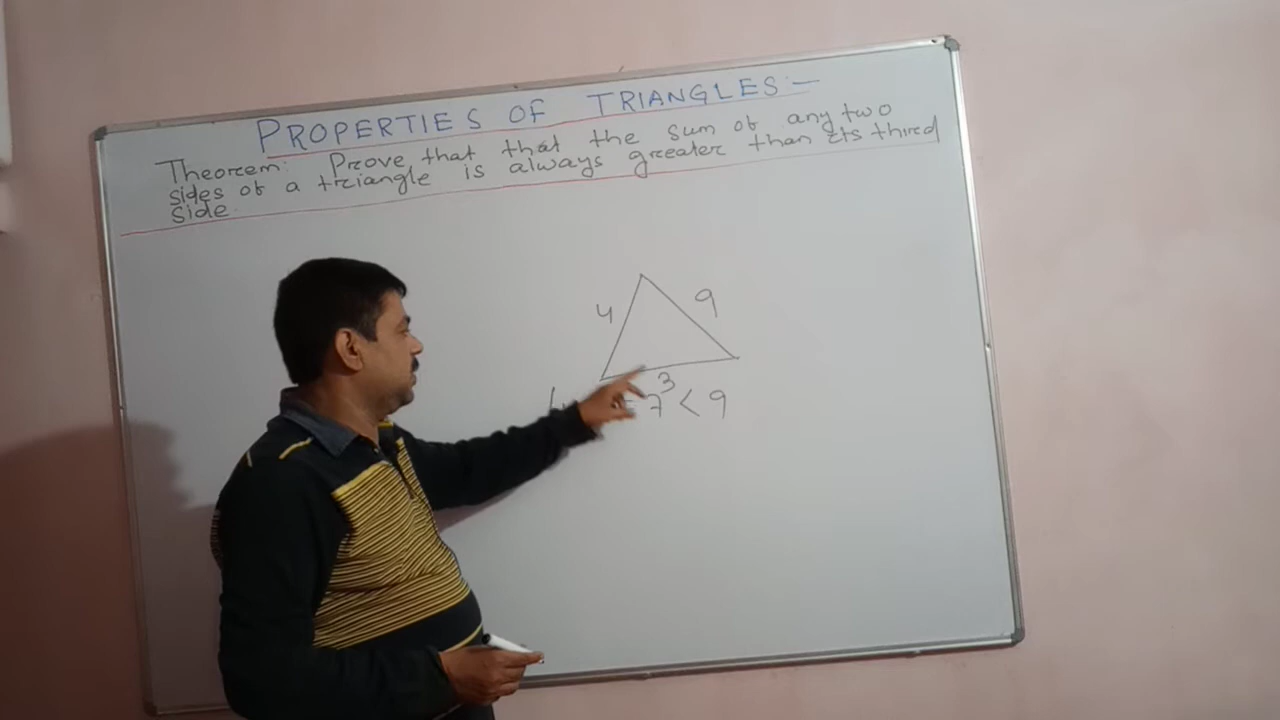 PROPERTIES OF TRIANGLES:-
Theorem: Prove that that the sum of any two
sides of a triangle is always greater than its third
side.
4
9
3
= 7 < 9